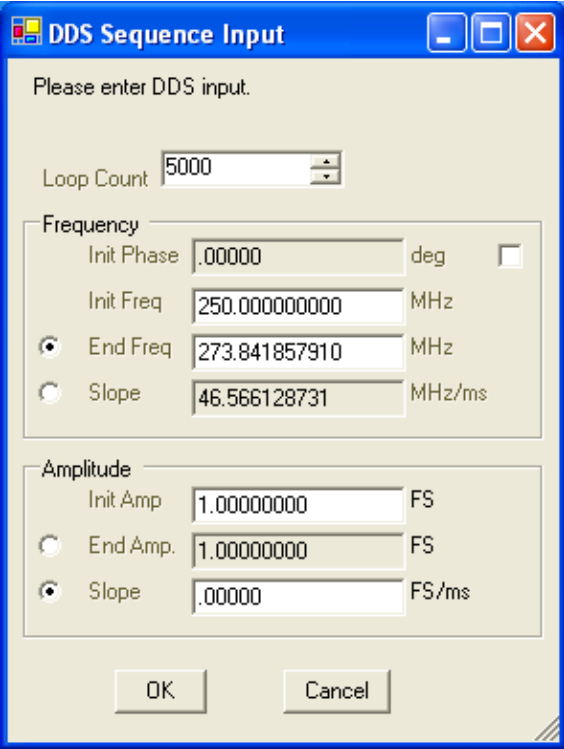 DDS Sequence Input
Please enter DDS input.
Loop Count 5000
Frequency
Init Phase .00000 deg
Init Freq 250.000000000 MHz
End Freq 273.841857910 MHz
Slope 46.566128731 MHz/ms
Amplitude
Init Amp 1.00000000 FS
End Amp. 1.00000000 FS
Slope .00000 FS/ms
OK Cancel